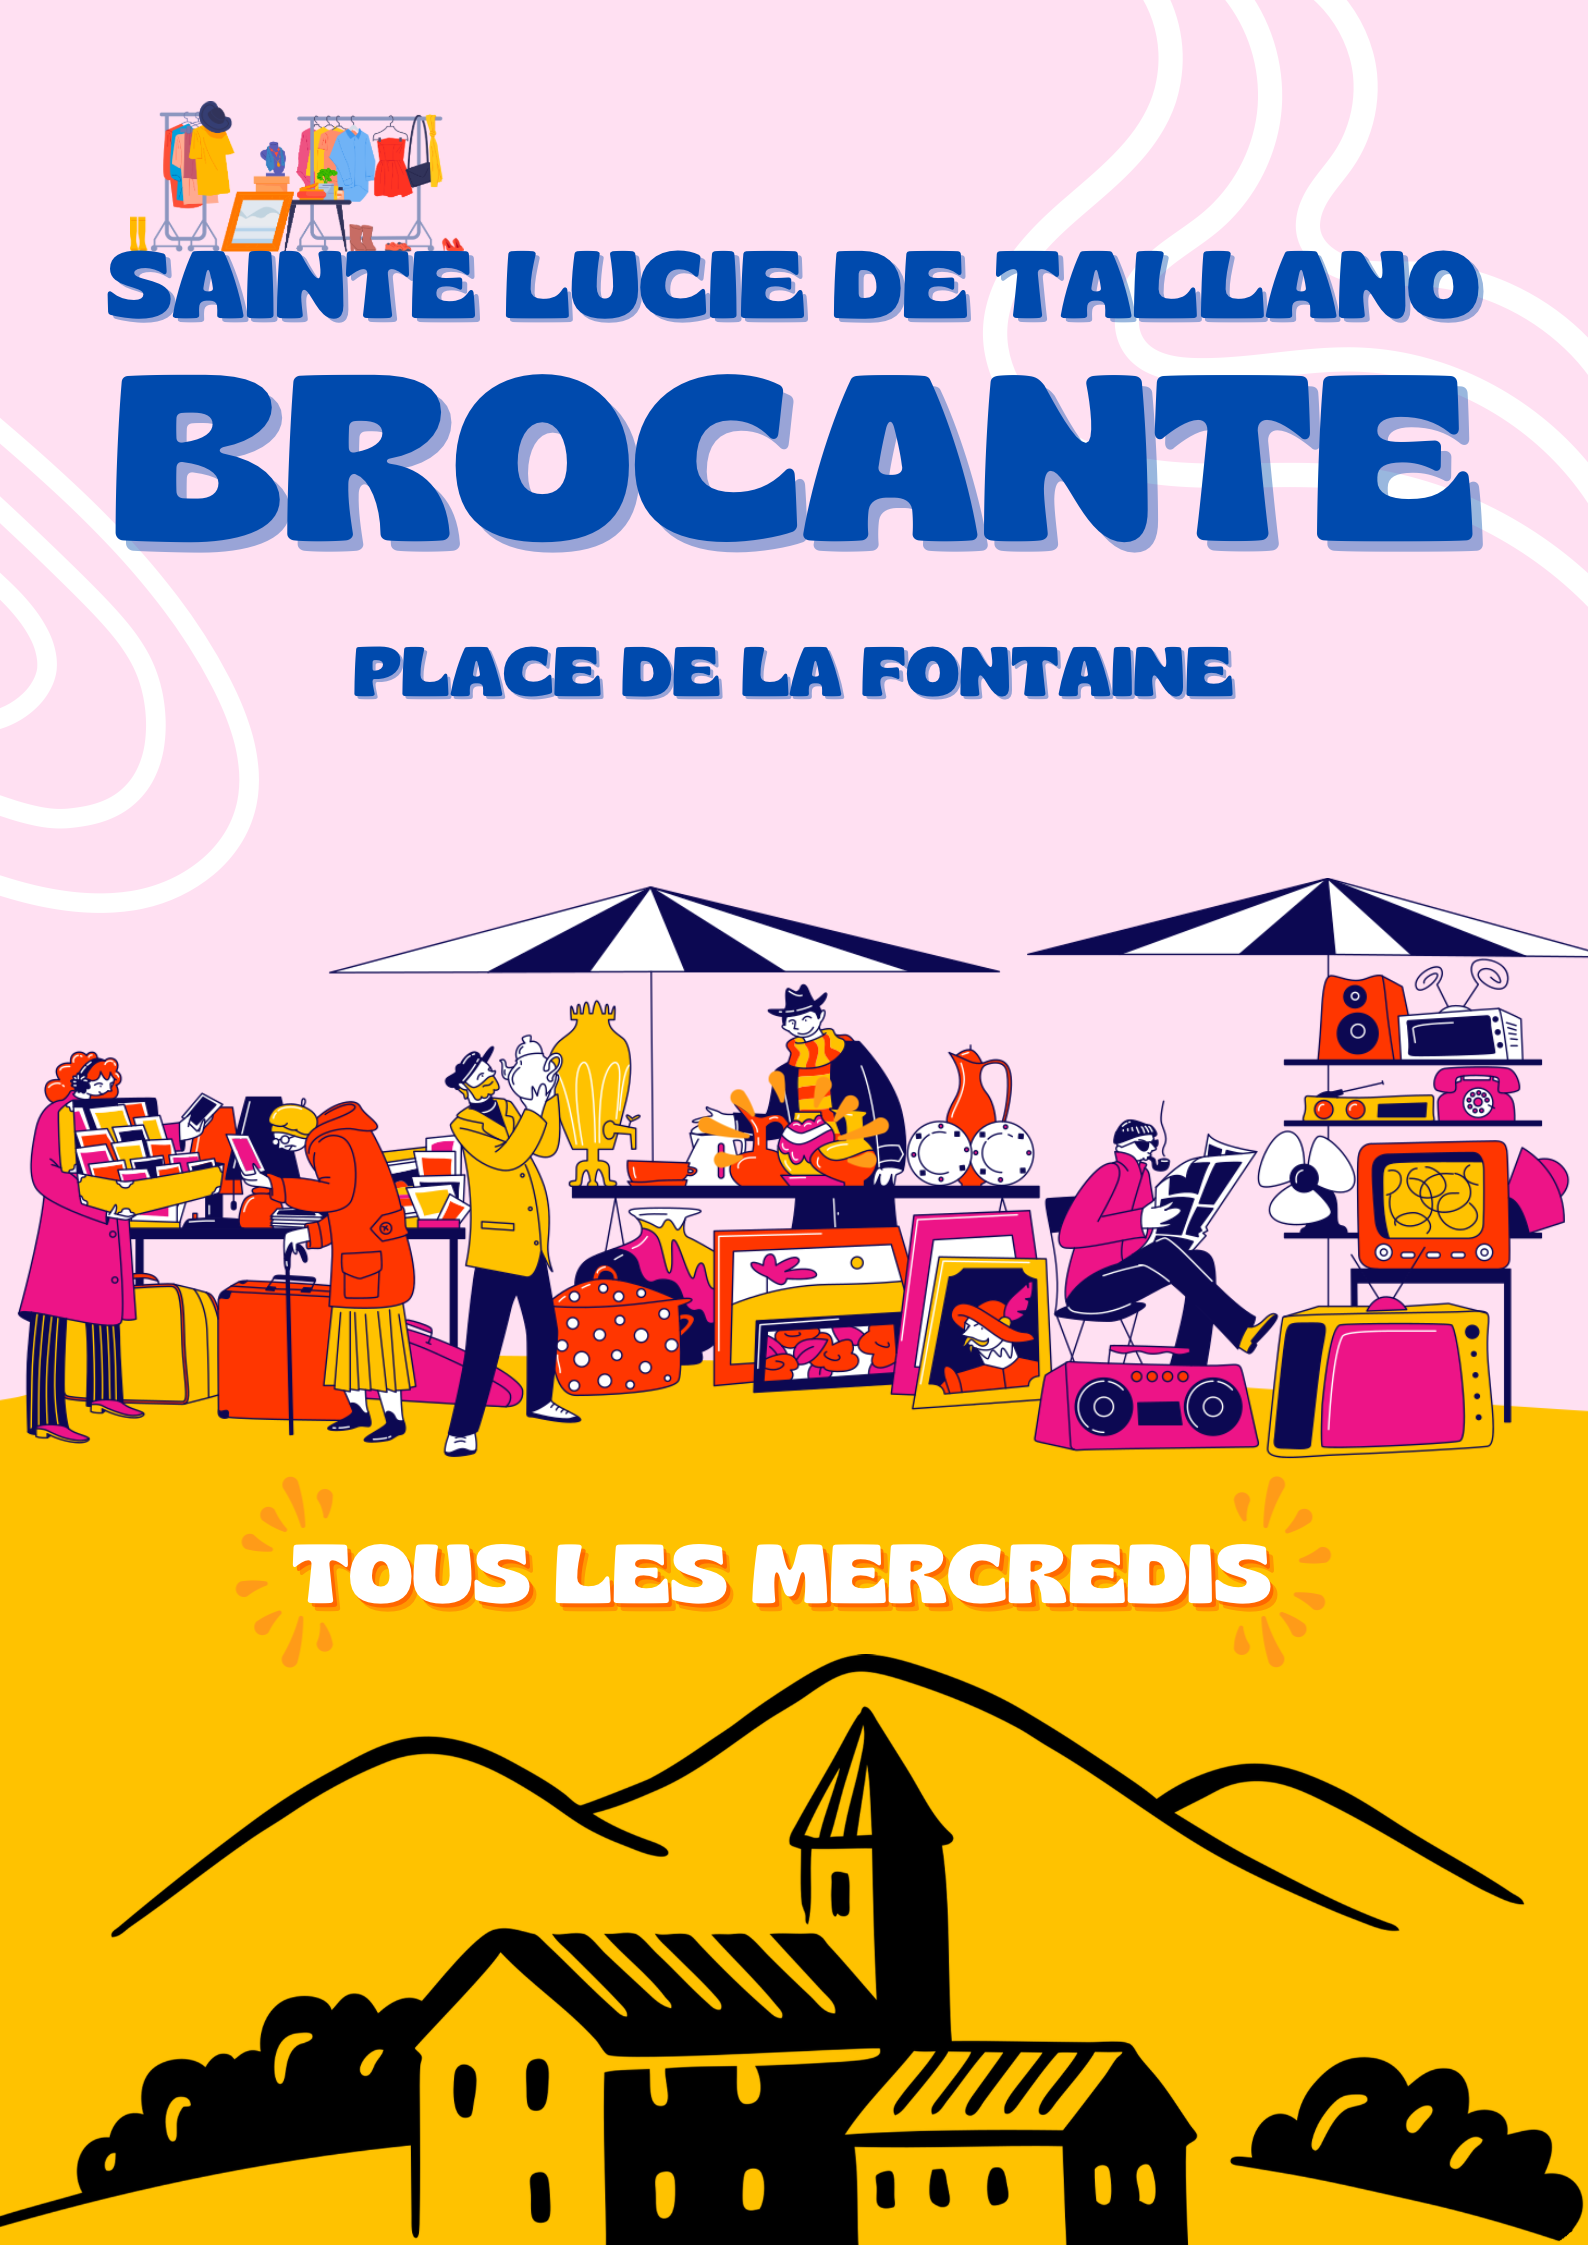 SAINTE LUCIE DE TALLANO
BROCANTE
PLACE DE LA FONTAINE
TOUS LES MERCREDIS